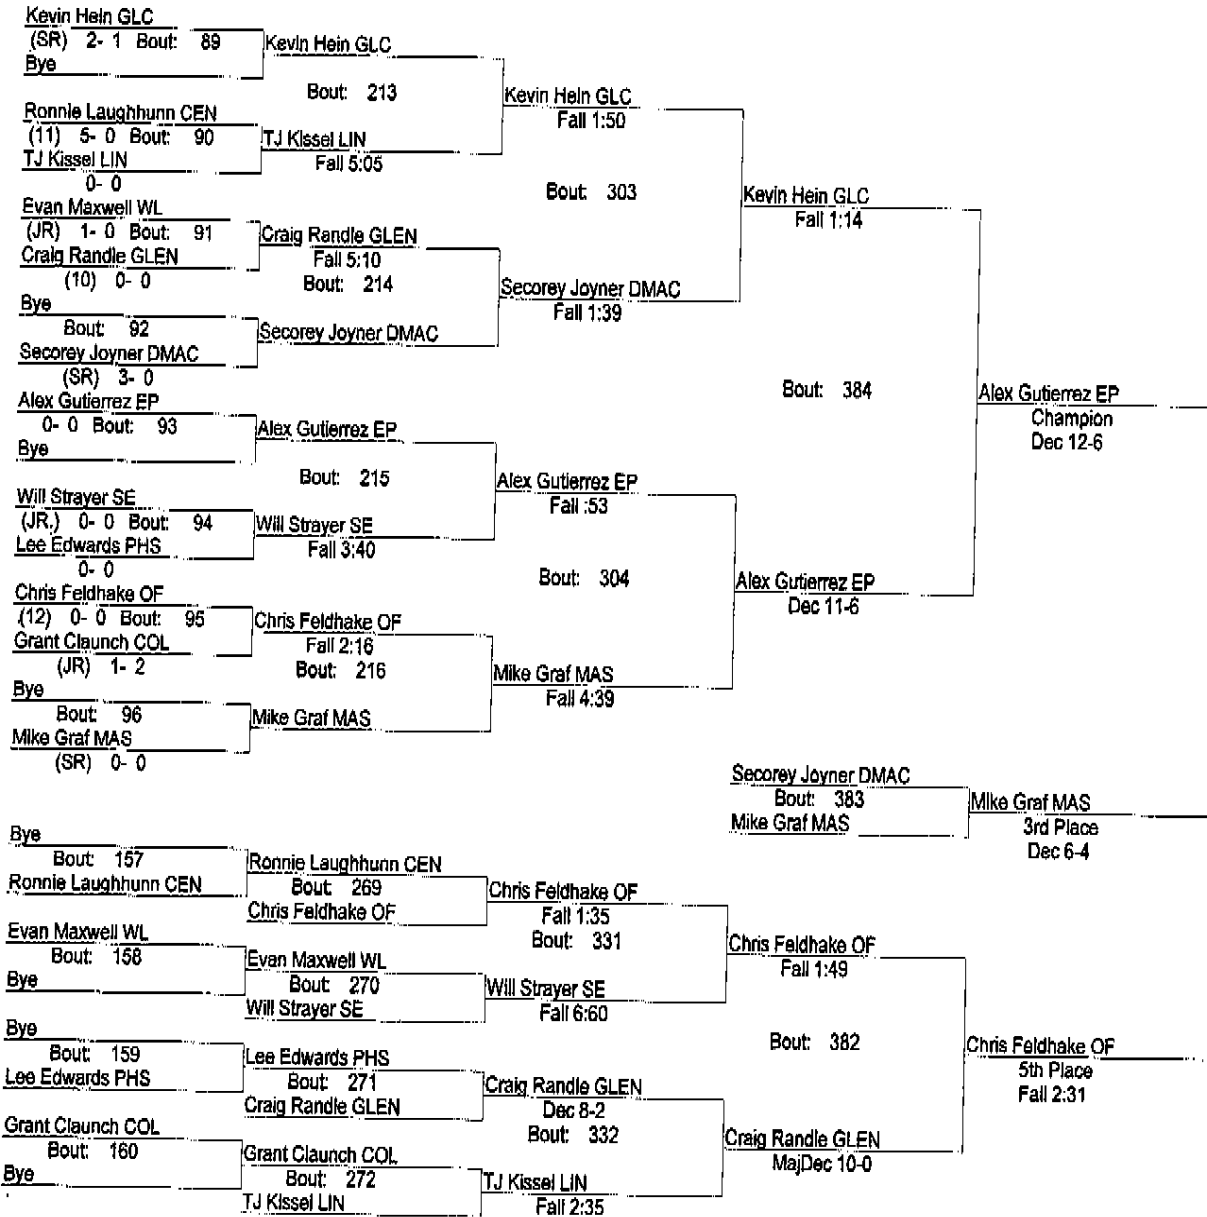 Kevin Hein GLC
(SR) 2- 1 Bout: 89
Bye
Kevin Hein GLC
Bout: 213
Ronnie Laughhunn CEN
(11) 5- 0 Bout: 90
TJ Kissel LIN
0- 0
TJ Kissel LIN
Fall 5:05
Kevin Hein GLC
Fall 1:50
Bout: 303
Evan Maxwell WL
(JR) 1- 0 Bout: 91
Craig Randle GLEN
(10) 0- 0
Craig Randle GLEN
Fall 5:10
Bout: 214
Bye
Bout: 92
Secorey Joyner DMAC
(SR) 3- 0
Secorey Joyner DMAC
Secorey Joyner DMAC
Fall 1:39
Kevin Hein GLC
Fall 1:14
Bout: 384
Alex Gutierrez EP
0- 0 Bout: 93
Bye
Alex Gutierrez EP
Bout: 215
Will Strayer SE
(JR.) 0- 0 Bout: 94
Lee Edwards PHS
0- 0
Will Strayer SE
Fall 3:40
Alex Gutierrez EP
Fall :53
Bout: 304
Chris Feldhake OF
(12) 0- 0 Bout: 95
Grant Claunch COL
(JR) 1- 2
Chris Feldhake OF
Fall 2:16
Bout: 216
Bye
Bout: 96
Mike Graf MAS
(SR) 0- 0
Mike Graf MAS
Mike Graf MAS
Fall 4:39
Alex Gutierrez EP
Dec 11-6
Alex Gutierrez EP
Champion
Dec 12-6
Secorey Joyner DMAC
Bout: 383
Mike Graf MAS
Mike Graf MAS
3rd Place
Dec 6-4
Bye
Bout: 157
Ronnie Laughhunn CEN
Ronnie Laughhunn CEN
Bout: 269
Chris Feldhake OF
Chris Feldhake OF
Fall 1:35
Bout: 331
Evan Maxwell WL
Bout: 158
Bye
Evan Maxwell WL
Bout: 270
Will Strayer SE
Will Strayer SE
Fall 6:60
Chris Feldhake OF
Fall 1:49
Bout: 382
Bye
Bout: 159
Lee Edwards PHS
Lee Edwards PHS
Bout: 271
Craig Randle GLEN
Craig Randle GLEN
Dec 8-2
Bout: 332
Grant Claunch COL
Bout: 160
Bye
Grant Claunch COL
Bout: 272
TJ Kissel LIN
TJ Kissel LIN
Fall 2:35
Craig Randle GLEN
MajDec 10-0
Chris Feldhake OF
5th Place
Fall 2:31